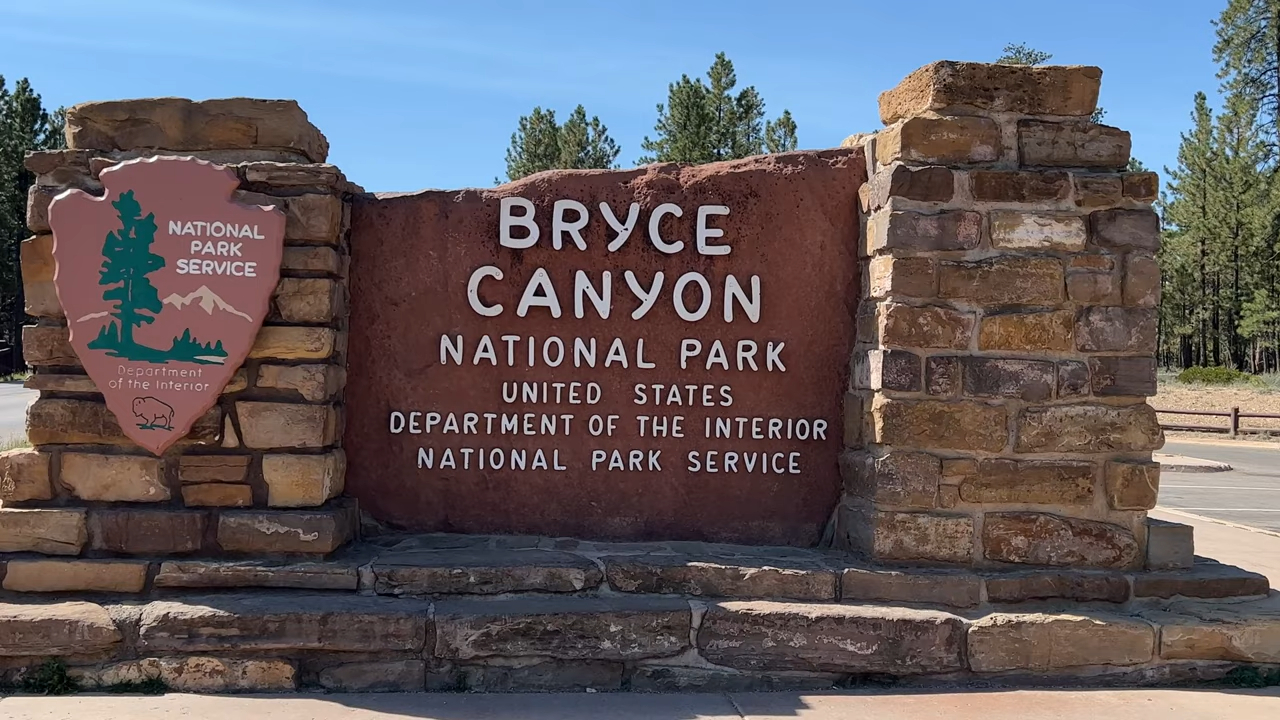 NATIONAL
PARK
SERVICE
Department
of the Interior
BRYCE
CANYON
NATIONAL PARK
UNITED STATES
DEPARTMENT OF THE INTERIOR
NATIONAL PARK SERVICE